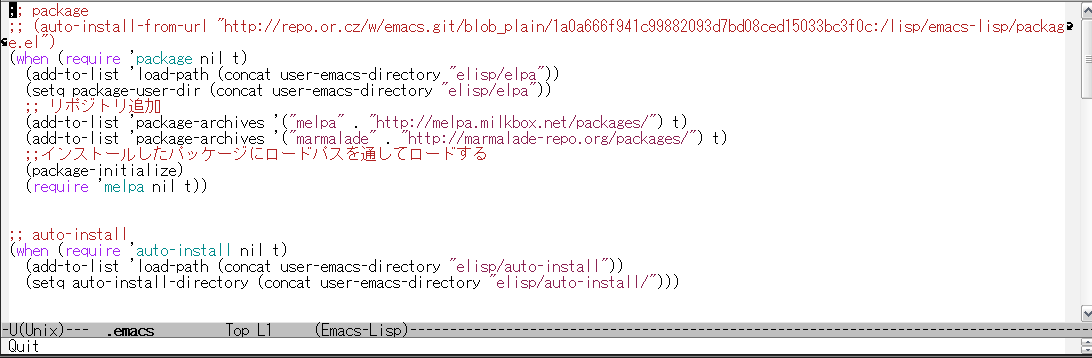 ;; package
;; (auto-install-from-url "http://repo.or.cz/w/emacs.git/blob_plain/1a0a666f941c99882093d7bd08ced15033bc3f0c:/lisp/emacs-lisp/packag
e.el")
(when (require 'package nil t)
  (add-to-list 'load-path (concat user-emacs-directory "elisp/elpa"))
  (setq package-user-dir (concat user-emacs-directory "elisp/elpa"))
  ;; リポジトリ追加
  (add-to-list 'package-archives '("melpa" . "http://melpa.milkbox.net/packages/") t)
  (add-to-list 'package-archives '("marmalade" . "http://marmalade-repo.org/packages/") t)
  ;;インストールしたパッケージにロードパスを通してロードする
  (package-initialize)
  (require 'melpa nil t))
;; auto-install
(when (require 'auto-install nil t)
  (add-to-list 'load-path (concat user-emacs-directory "elisp/auto-install"))
  (setq auto-install-directory (concat user-emacs-directory "elisp/auto-install/")))
-U(Unix)--- .emacs Top L1 (Emacs-Lisp)
Quit